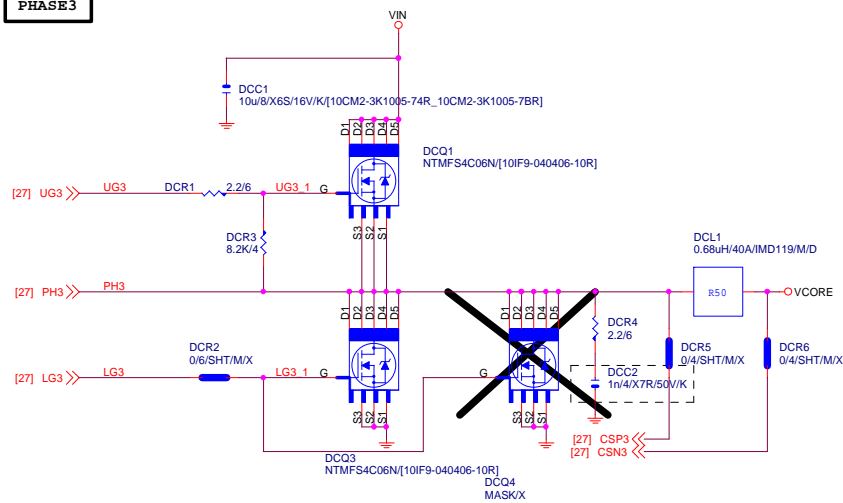 PHASE3
VIN
DCC1
10u/8/X6S/16V/K/[10CM2-3K1005-74R_10CM2-3K1005-7BR]
D1
D2
D3
D4
D5
DCQ1
NTMFS4C06N/[10IF9-040406-10R]
[27] UG3
UG3
DCR1
2.2/6
UG3_1
G
S3
S2
S1
DCR3
8.2K/4
DCL1
0.68uH/40A/IMD119/M/D
[27] PH3
PH3
R50
VCORE
D1
D2
D3
D4
D5
D1
D2
D3
D4
D5
DCR4
2.2/6
DCR2
0/6/SHT/M/X
DCR5
0/4/SHT/M/X
DCR6
0/4/SHT/M/X
[27] LG3
LG3
LG3_1
G
G
DCC2
1n/4/X7R/50V/K
S3
S2
S1
S3
S2
S1
[27] CSP3
[27] CSN3
DCQ3
NTMFS4C06N/[10IF9-040406-10R]
DCQ4
MASK/X